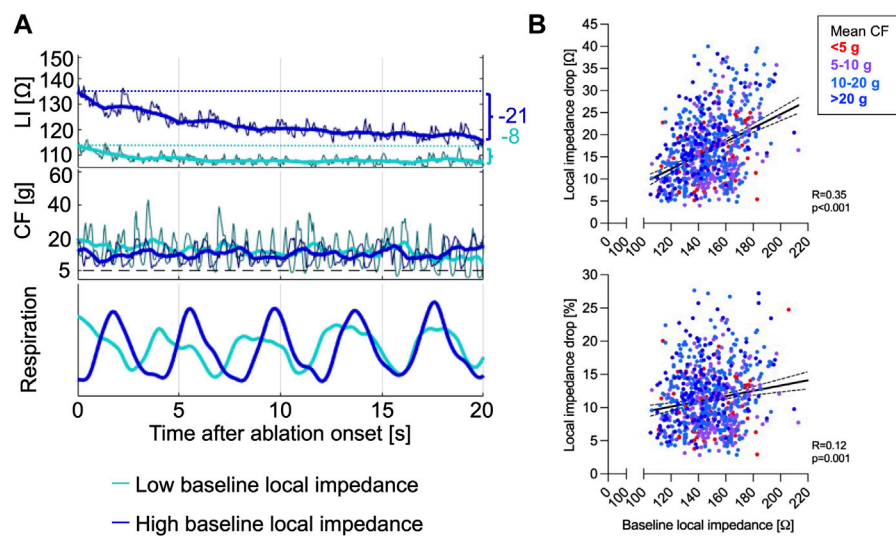 A
LI [Ω]
150
140
130
120
110
-21
-8
CF [g]
60
40
20
5
Respiration
0
5
10
15
20
Time after ablation onset [s]
Low baseline local impedance
High baseline local impedance
B
Local impedance drop [Ω]
45
40
35
30
25
20
15
10
5
0
0
100
100
120
140
160
180
200
220
R=0.35
p<0.001
Mean CF
<5 g
5-10 g
10-20 g
>20 g
Local impedance drop [%]
30
25
20
15
10
5
0
0
100
100
120
140
160
180
200
220
R=0.12
p=0.001
Baseline local impedance [Ω]